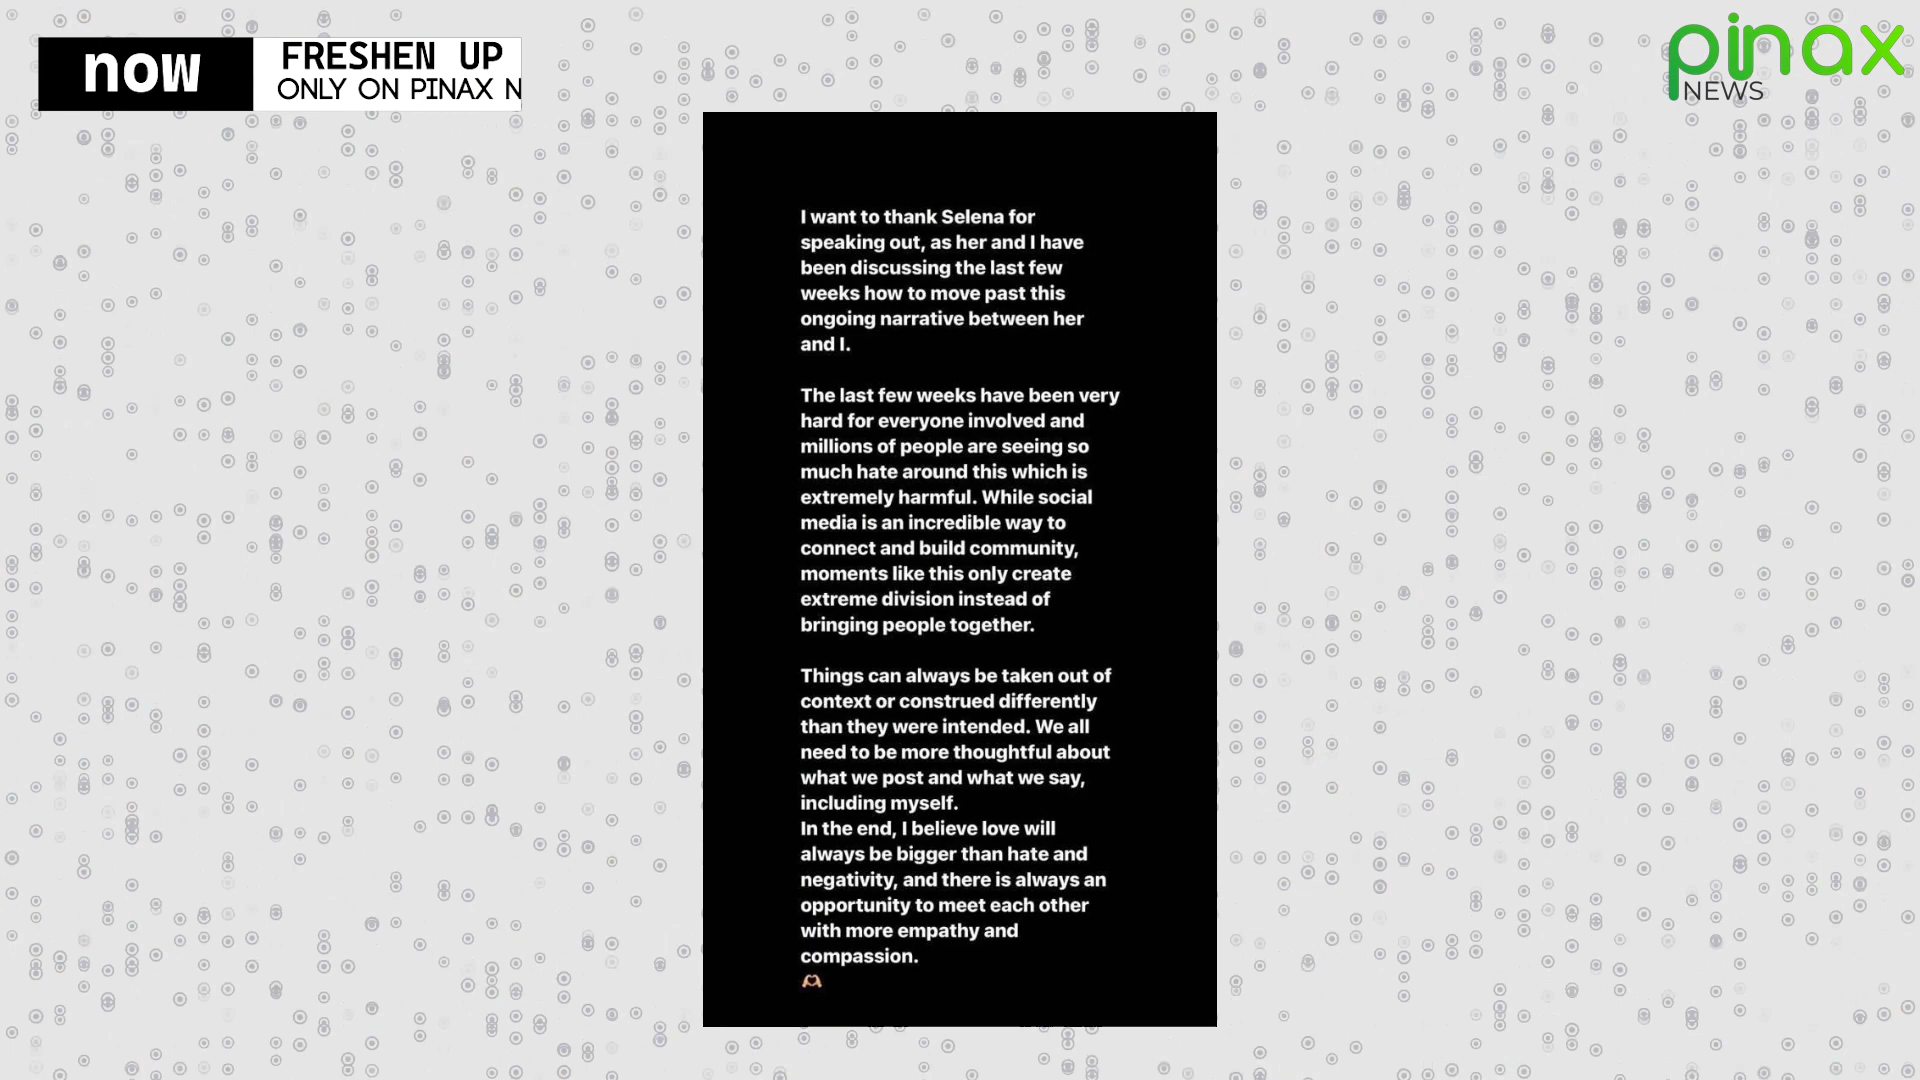 now
FRESHEN UP
ONLY ON PINAX N
pinax
NEWS
I want to thank Selena for
speaking out, as her and I have
been discussing the last few
weeks how to move past this
ongoing narrative between her
and I.
The last few weeks have been very
hard for everyone involved and
millions of people are seeing so
much hate around this which is
extremely harmful. While social
media is an incredible way to
connect and build community,
moments like this only create
extreme division instead of
bringing people together.
Things can always be taken out of
context or construed differently
than they were intended. We all
need to be more thoughtful about
what we post and what we say,
including myself.
In the end, I believe love will
always be bigger than hate and
negativity, and there is always an
opportunity to meet each other
with more empathy and
compassion.
🫶🏼